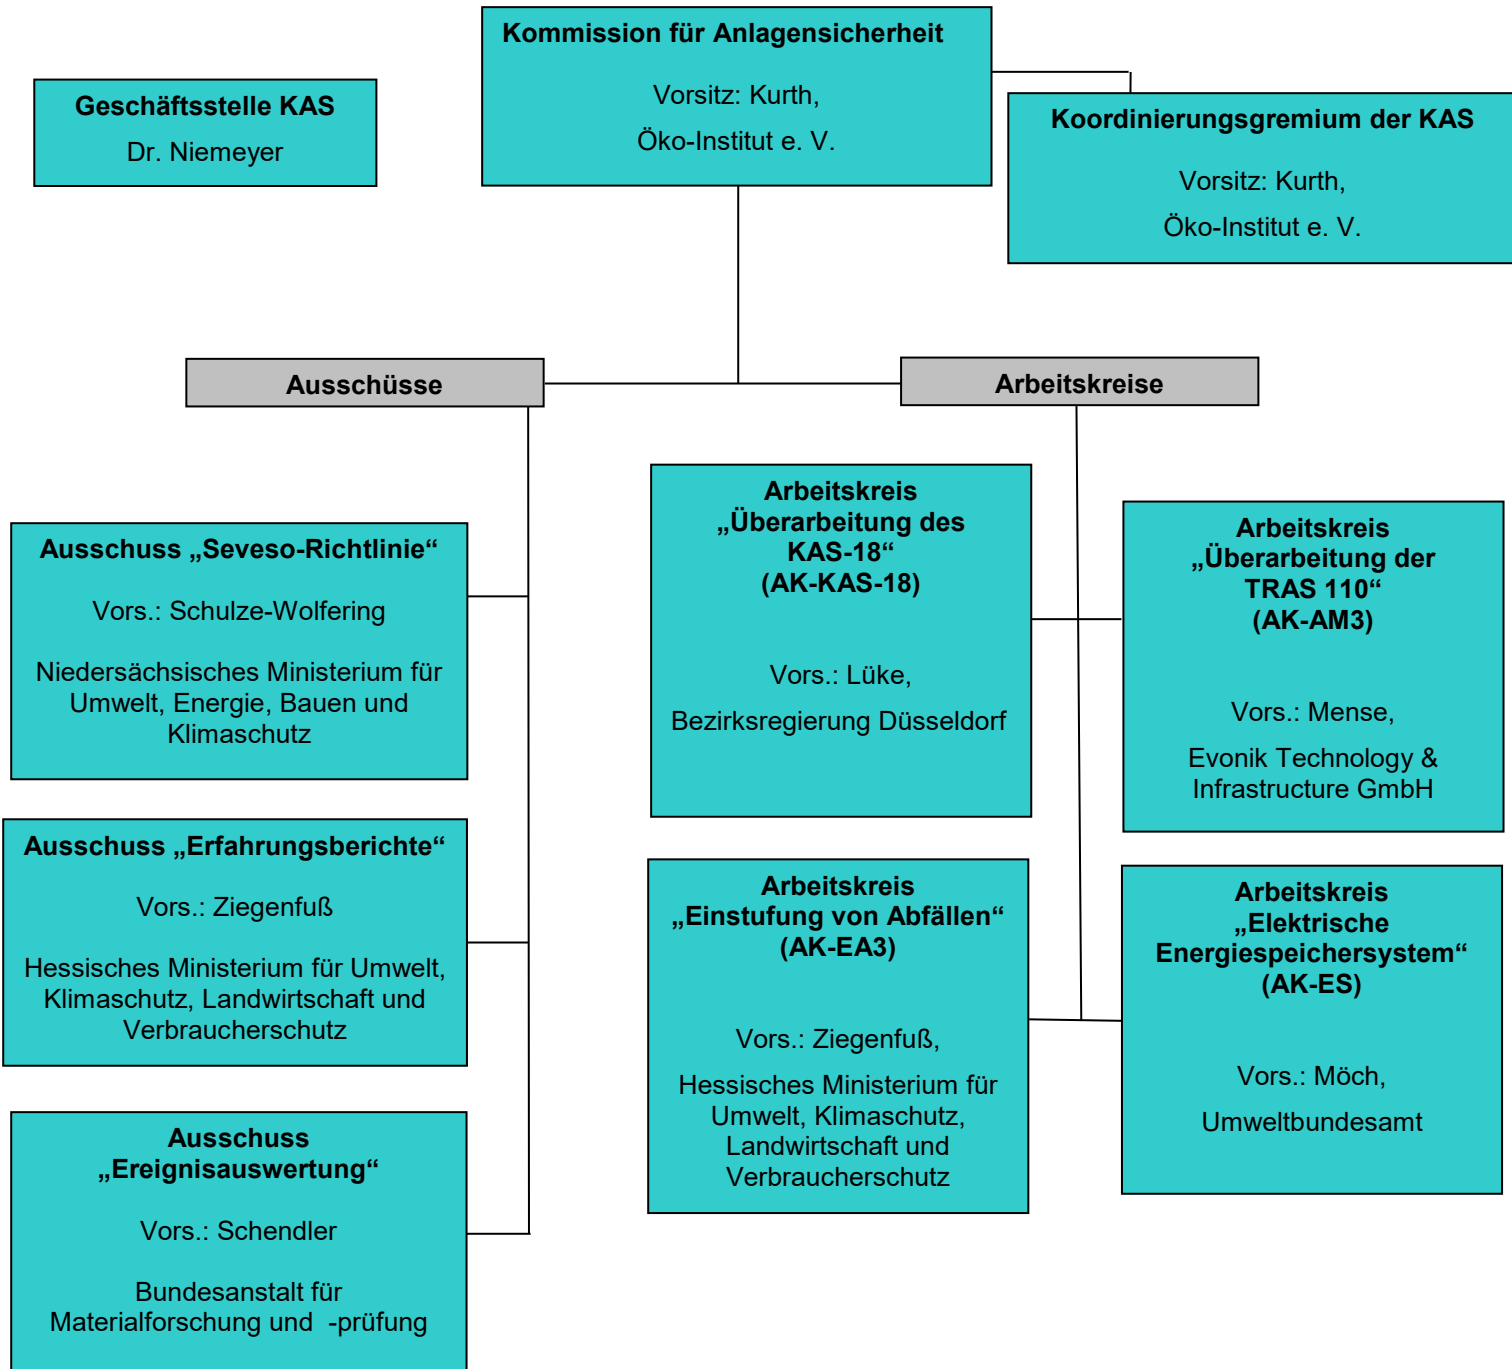 Kommission für Anlagensicherheit
Vorsitz: Kurth,
Öko-Institut e. V.
Geschäftsstelle KAS
Dr. Niemeyer
Koordinierungsgremium der KAS
Vorsitz: Kurth,
Öko-Institut e. V.
Ausschüsse
Arbeitskreise
Ausschuss „Seveso-Richtlinie“
Vors.: Schulze-Wolfering
Niedersächsisches Ministerium für
Umwelt, Energie, Bauen und
Klimaschutz
Ausschuss „Erfahrungsberichte“
Vors.: Ziegenfuß
Hessisches Ministerium für Umwelt,
Klimaschutz, Landwirtschaft und
Verbraucherschutz
Ausschuss
„Ereignisauswertung“
Vors.: Schendler
Bundesanstalt für
Materialforschung und -prüfung
Arbeitskreis
„Überarbeitung des
KAS-18“
(AK-KAS-18)
Vors.: Lüke,
Bezirksregierung Düsseldorf
Arbeitskreis
„Überarbeitung der
TRAS 110“
(AK-AM3)
Vors.: Mense,
Evonik Technology &
Infrastructure GmbH
Arbeitskreis
„Einstufung von Abfällen“
(AK-EA3)
Vors.: Ziegenfuß,
Hessisches Ministerium für
Umwelt, Klimaschutz,
Landwirtschaft und
Verbraucherschutz
Arbeitskreis
„Elektrische
Energiespeichersystem“
(AK-ES)
Vors.: Möch,
Umweltbundesamt